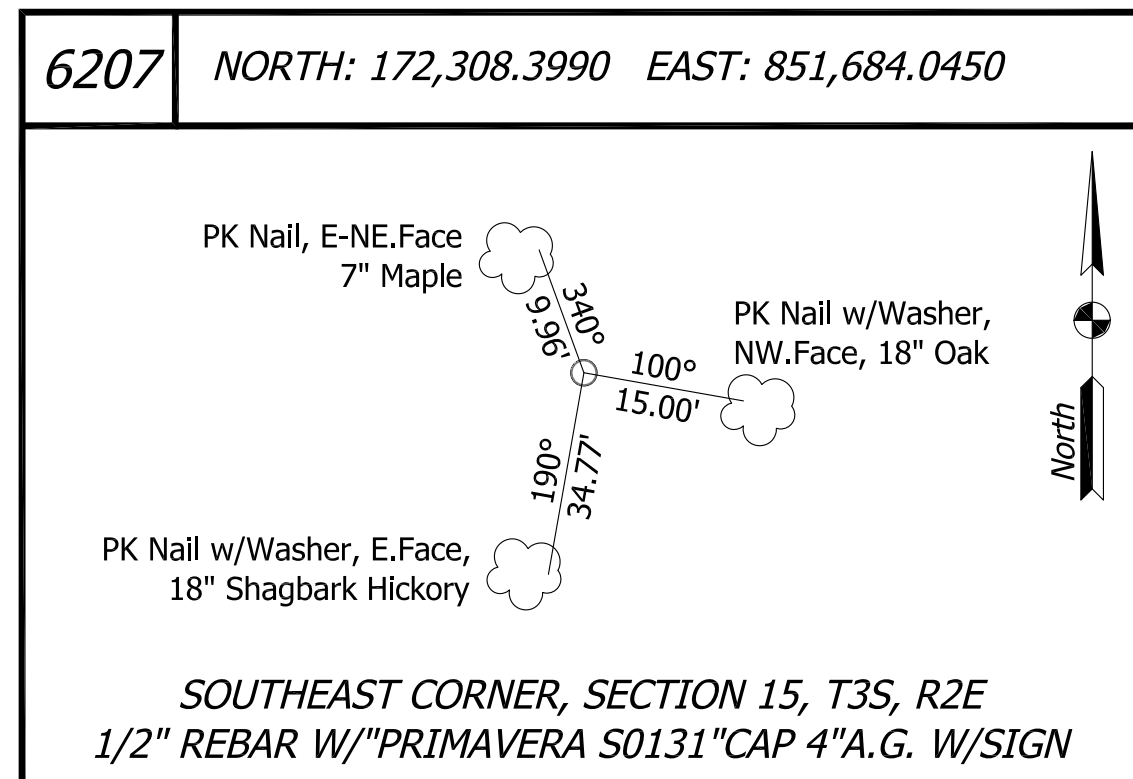 6207 NORTH: 172,308.3990 EAST: 851,684.0450
PK Nail, E-NE.Face
7" Maple
340°
9.96'
PK Nail w/Washer,
NW.Face, 18" Oak
100°
15.00'
North
190°
34.77'
PK Nail w/Washer, E.Face,
18" Shagbark Hickory
SOUTHEAST CORNER, SECTION 15, T3S, R2E
1/2" REBAR W/"PRIMAVERA S0131"CAP 4"A.G. W/SIGN